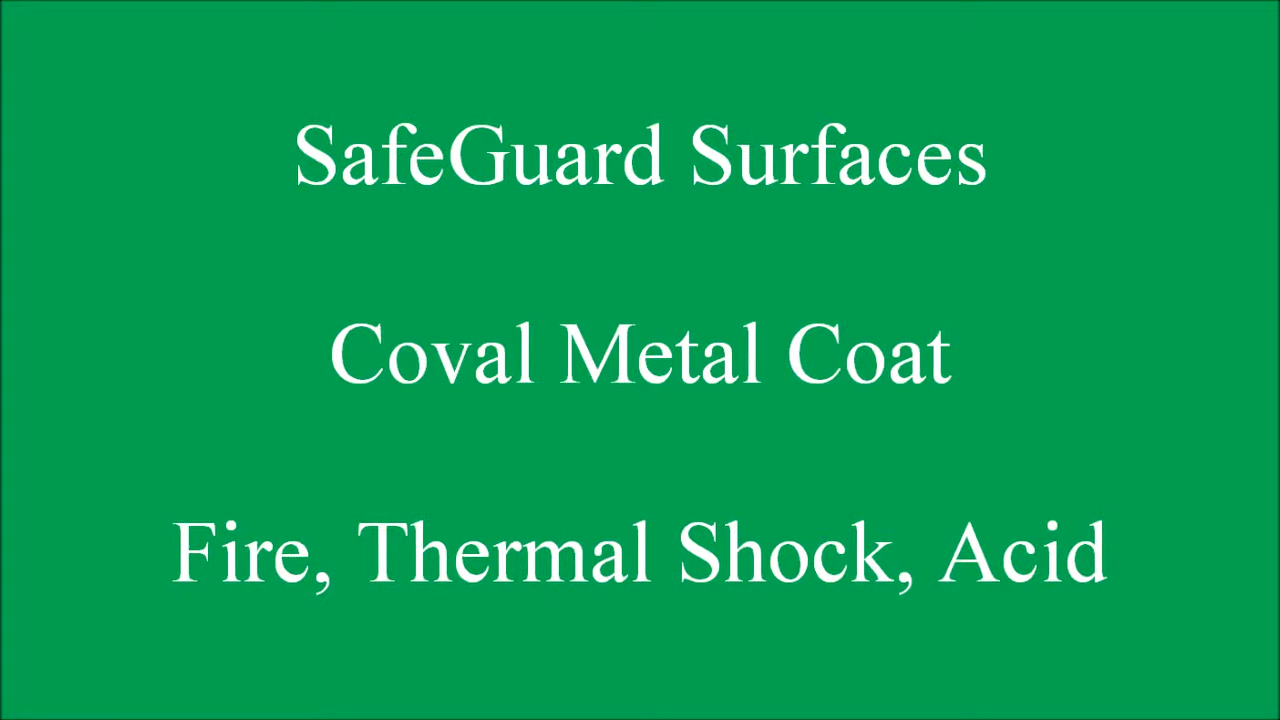 SafeGuard Surfaces
Coval Metal Coat
Fire, Thermal Shock, Acid